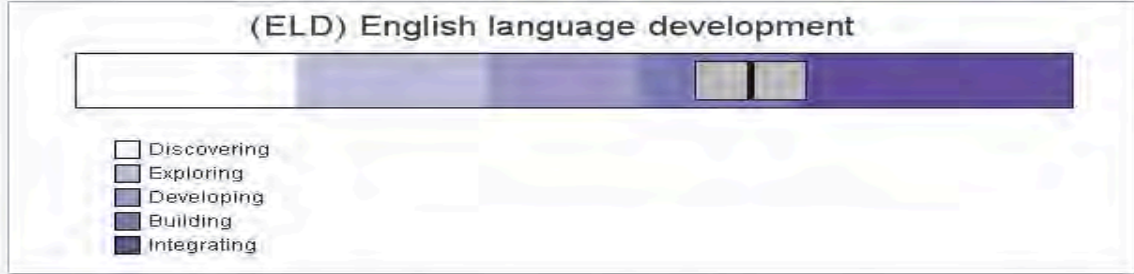 (ELD) English language development
Discovering
Exploring
Developing
Building
Integrating